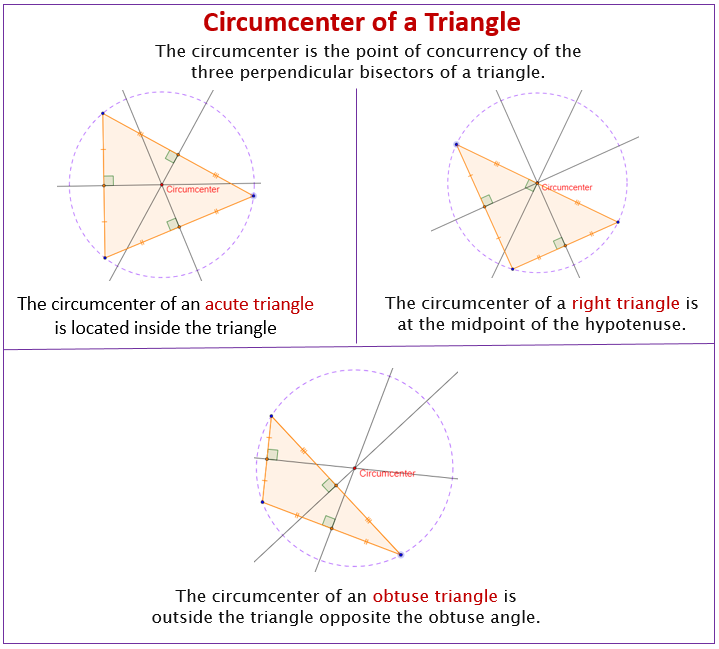 Circumcenter of a Triangle
The circumcenter is the point of concurrency of the
three perpendicular bisectors of a triangle.
Circumcenter
The circumcenter of an acute triangle
is located inside the triangle
Circumcenter
The circumcenter of a right triangle is
at the midpoint of the hypotenuse.
Circumcenter
The circumcenter of an obtuse triangle is
outside the triangle opposite the obtuse angle.